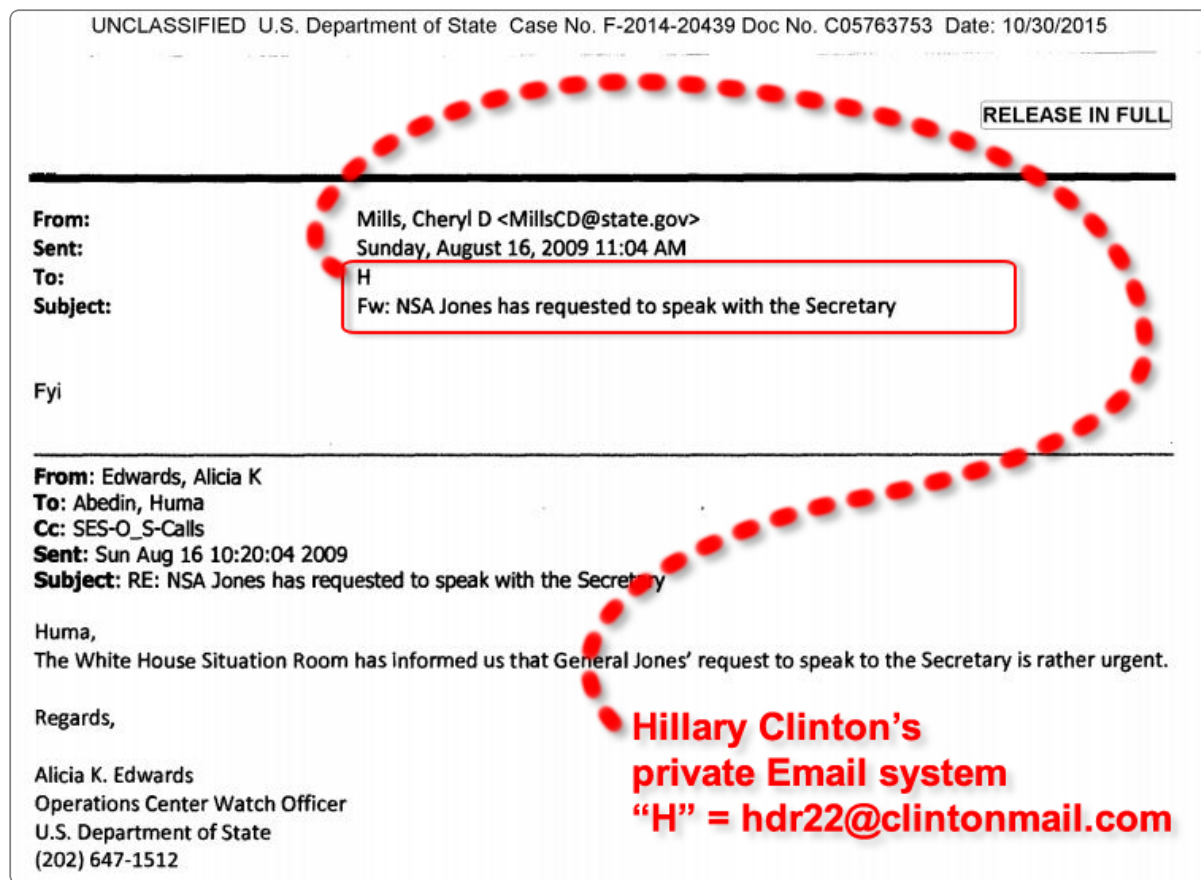 UNCLASSIFIED U.S. Department of State Case No. F-2014-20439 Doc No. C05763753 Date: 10/30/2015
RELEASE IN FULL
From: Mills, Cheryl D <MillsCD@state.gov>
Sent: Sunday, August 16, 2009 11:04 AM
To: H
Subject: Fw: NSA Jones has requested to speak with the Secretary
Fyi
From: Edwards, Alicia K
To: Abedin, Huma
Cc: SES-O_S-Calls
Sent: Sun Aug 16 10:20:04 2009
Subject: RE: NSA Jones has requested to speak with the Secretary
Huma,
The White House Situation Room has informed us that General Jones' request to speak to the Secretary is rather urgent.
Regards,
Alicia K. Edwards
Operations Center Watch Officer
U.S. Department of State
(202) 647-1512
Hillary Clinton's
private Email system
“H” = hdr22@clintonmail.com